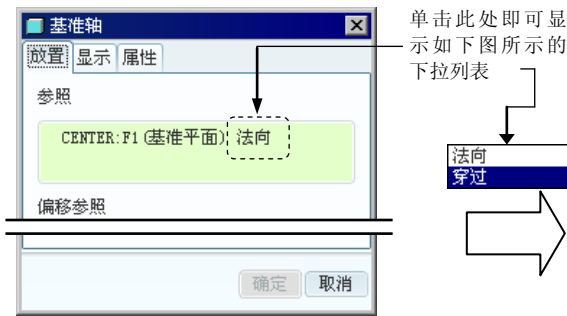 基准轴
放置 显示 属性
参照
CENTER:F1(基准平面) 法向
偏移参照
确定 取消
单击此处即可显
示如下图所示的
下拉列表
法向
穿过